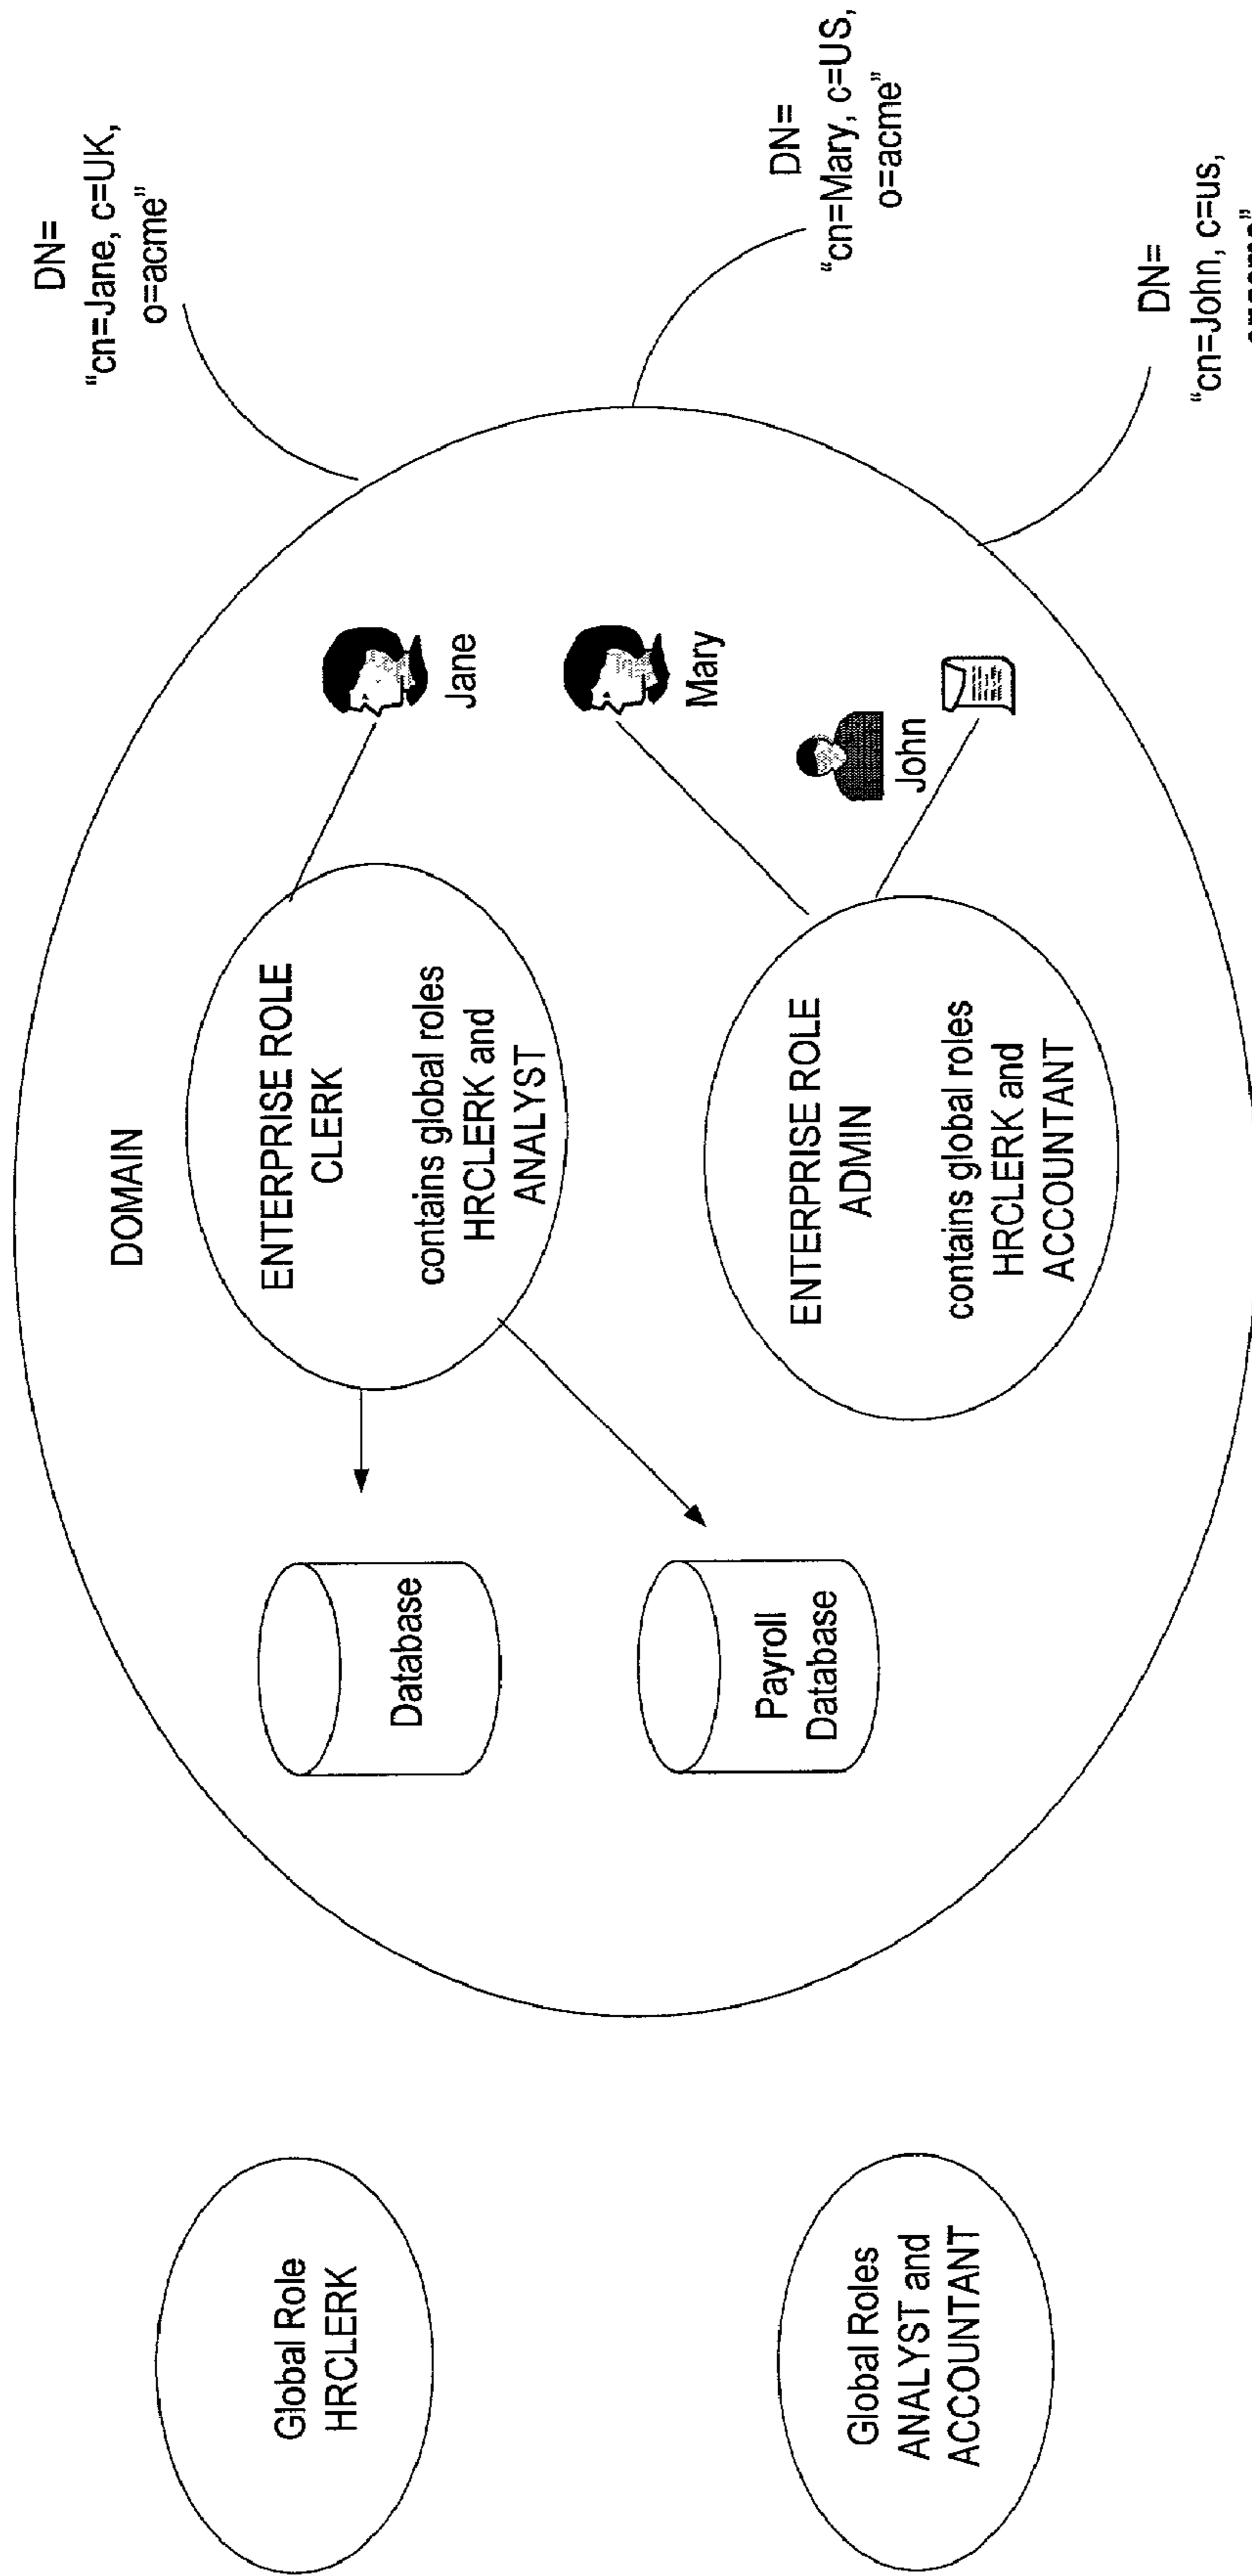 Global Role
HRCLERK
Global Roles
ANALYST and
ACCOUNTANT
DOMAIN
Database
Payroll
Database
ENTERPRISE ROLE
CLERK
contains global roles
HRCLERK and
ANALYST
ENTERPRISE ROLE
ADMIN
contains global roles
HRCLERK and
ACCOUNTANT
Jane
Mary
John
DN=
“cn=Jane, c=UK,
o=acme”
DN=
“cn=Mary, c=US,
o=acme”
DN=
“cn=John, c=us,